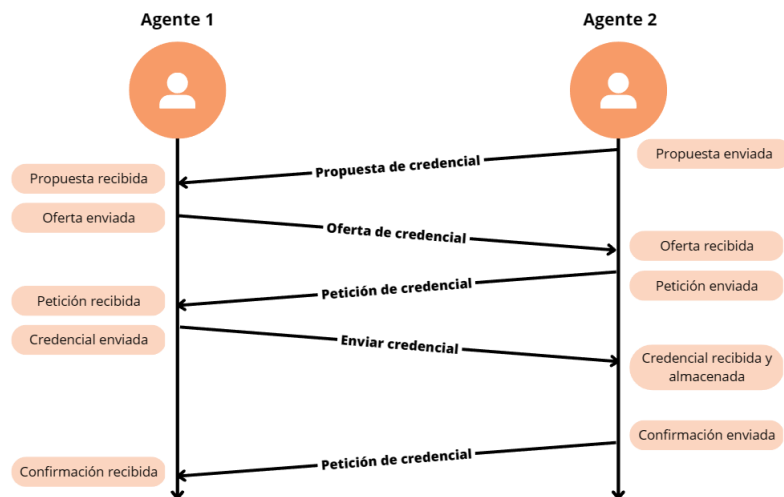 Agente 1
Agente 2
Propuesta enviada
Propuesta de credencial
Propuesta recibida
Oferta enviada
Oferta de credencial
Oferta recibida
Petición enviada
Petición de credencial
Petición recibida
Credencial enviada
Enviar credencial
Credencial recibida y
almacenada
Confirmación enviada
Petición de credencial
Confirmación recibida